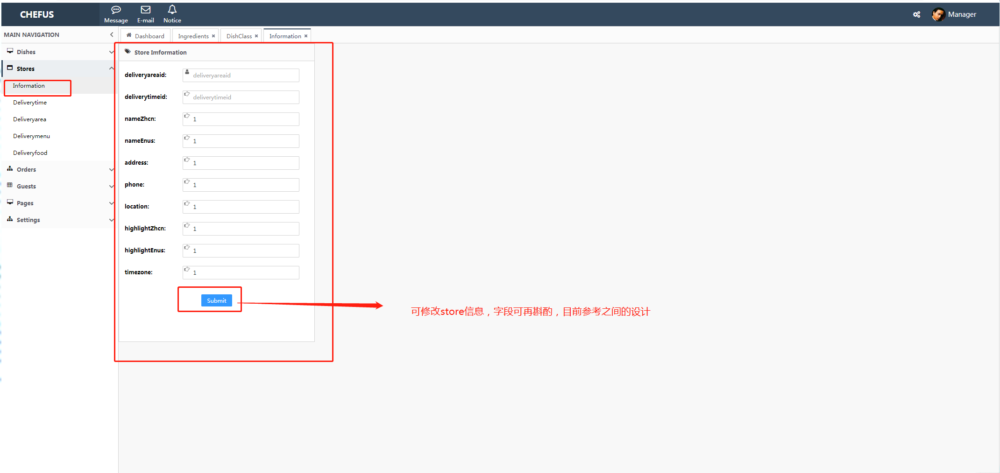 CHEFUS
Message
E-mail
Notice
Manager
MAIN NAVIGATION
Dashboard
Ingredients
DishClass
Information
Dishes
Stores
Information
Deliverytime
Deliveryarea
Deliverymenu
Deliveryfood
Orders
Guests
Pages
Settings
Store Imformation
deliveryareaid: deliveryareaid
deliverytimeid: deliverytimeid
nameZhcn: 1
nameEnus: 1
address: 1
phone: 1
location: 1
highlightZhcn: 1
highlightEnus: 1
timezone: 1
Submit
可修改store信息，字段可再斟酌，目前参考之间的设计